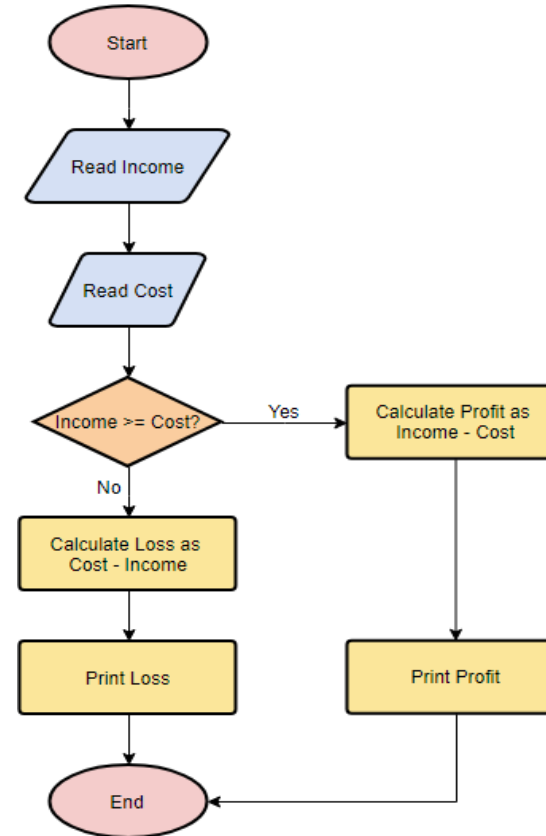 Start
Read Income
Read Cost
Income >= Cost?
Yes
Calculate Profit as
Income - Cost
No
Calculate Loss as
Cost - Income
Print Loss
Print Profit
End